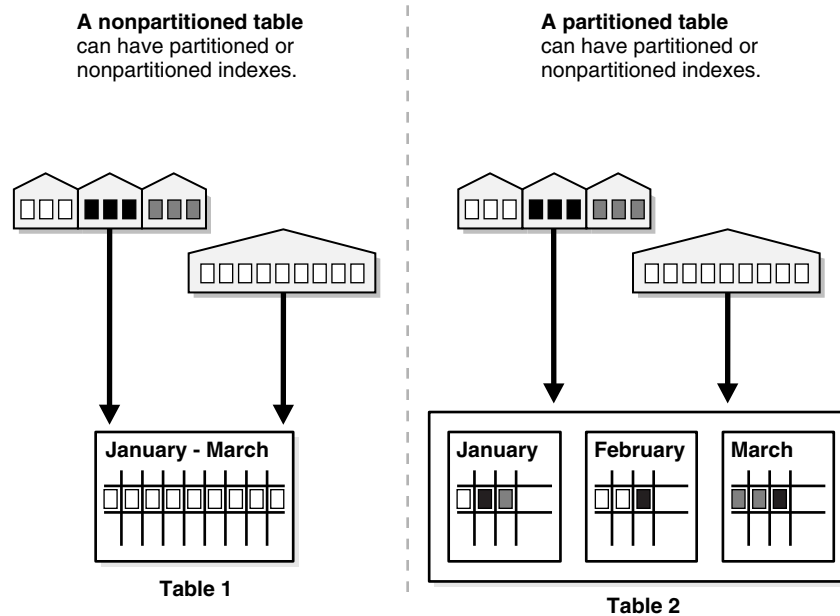 A nonpartitioned table
can have partitioned or
nonpartitioned indexes.
A partitioned table
can have partitioned or
nonpartitioned indexes.
January - March
Table 1
January
February
March
Table 2